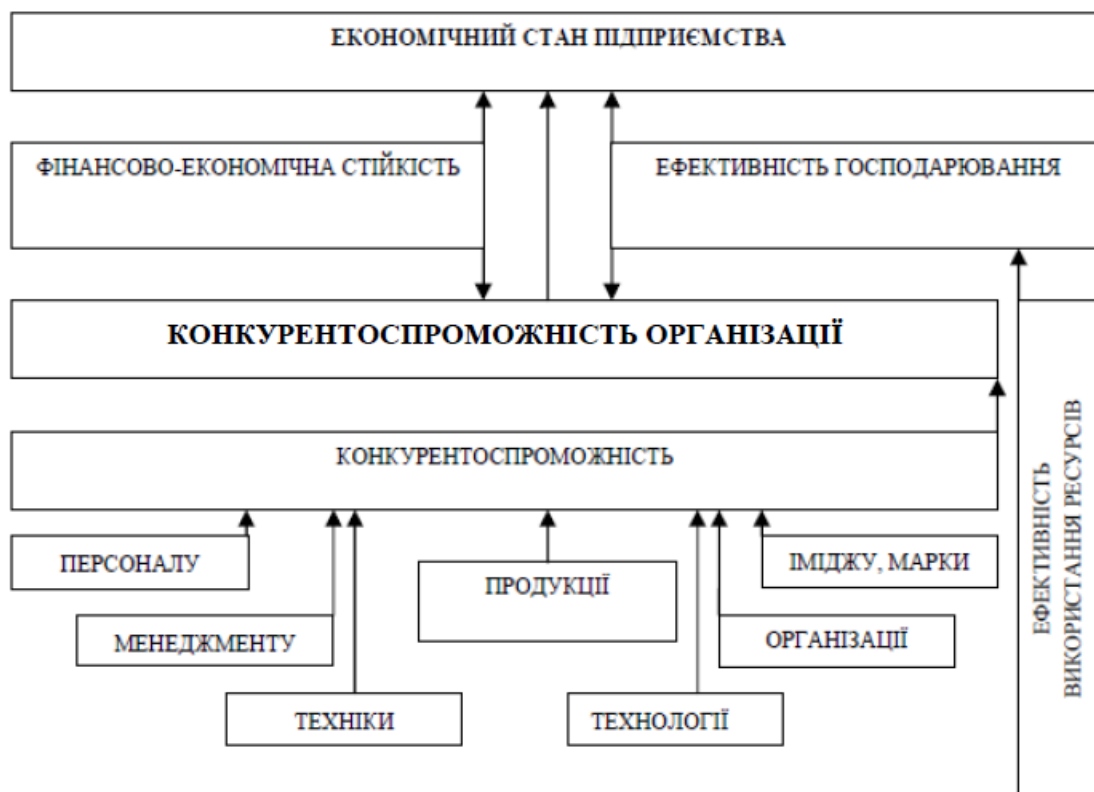 ЕКОНОМІЧНИЙ СТАН ПІДПРИЄМСТВА
ФІНАНСОВО-ЕКОНОМІЧНА СТІЙКІСТЬ
ЕФЕКТИВНІСТЬ ГОСПОДАРЮВАННЯ
КОНКУРЕНТОСПРОМОЖНІСТЬ ОРГАНІЗАЦІЇ
КОНКУРЕНТОСПРОМОЖНІСТЬ
ПЕРСОНАЛУ
ПРОДУКЦІЇ
ІМІДЖУ, МАРКИ
МЕНЕДЖМЕНТУ
ОРГАНІЗАЦІЇ
ТЕХНІКИ
ТЕХНОЛОГІЇ
ЕФЕКТИВНІСТЬ
ВИКОРИСТАННЯ РЕСУРСІВ